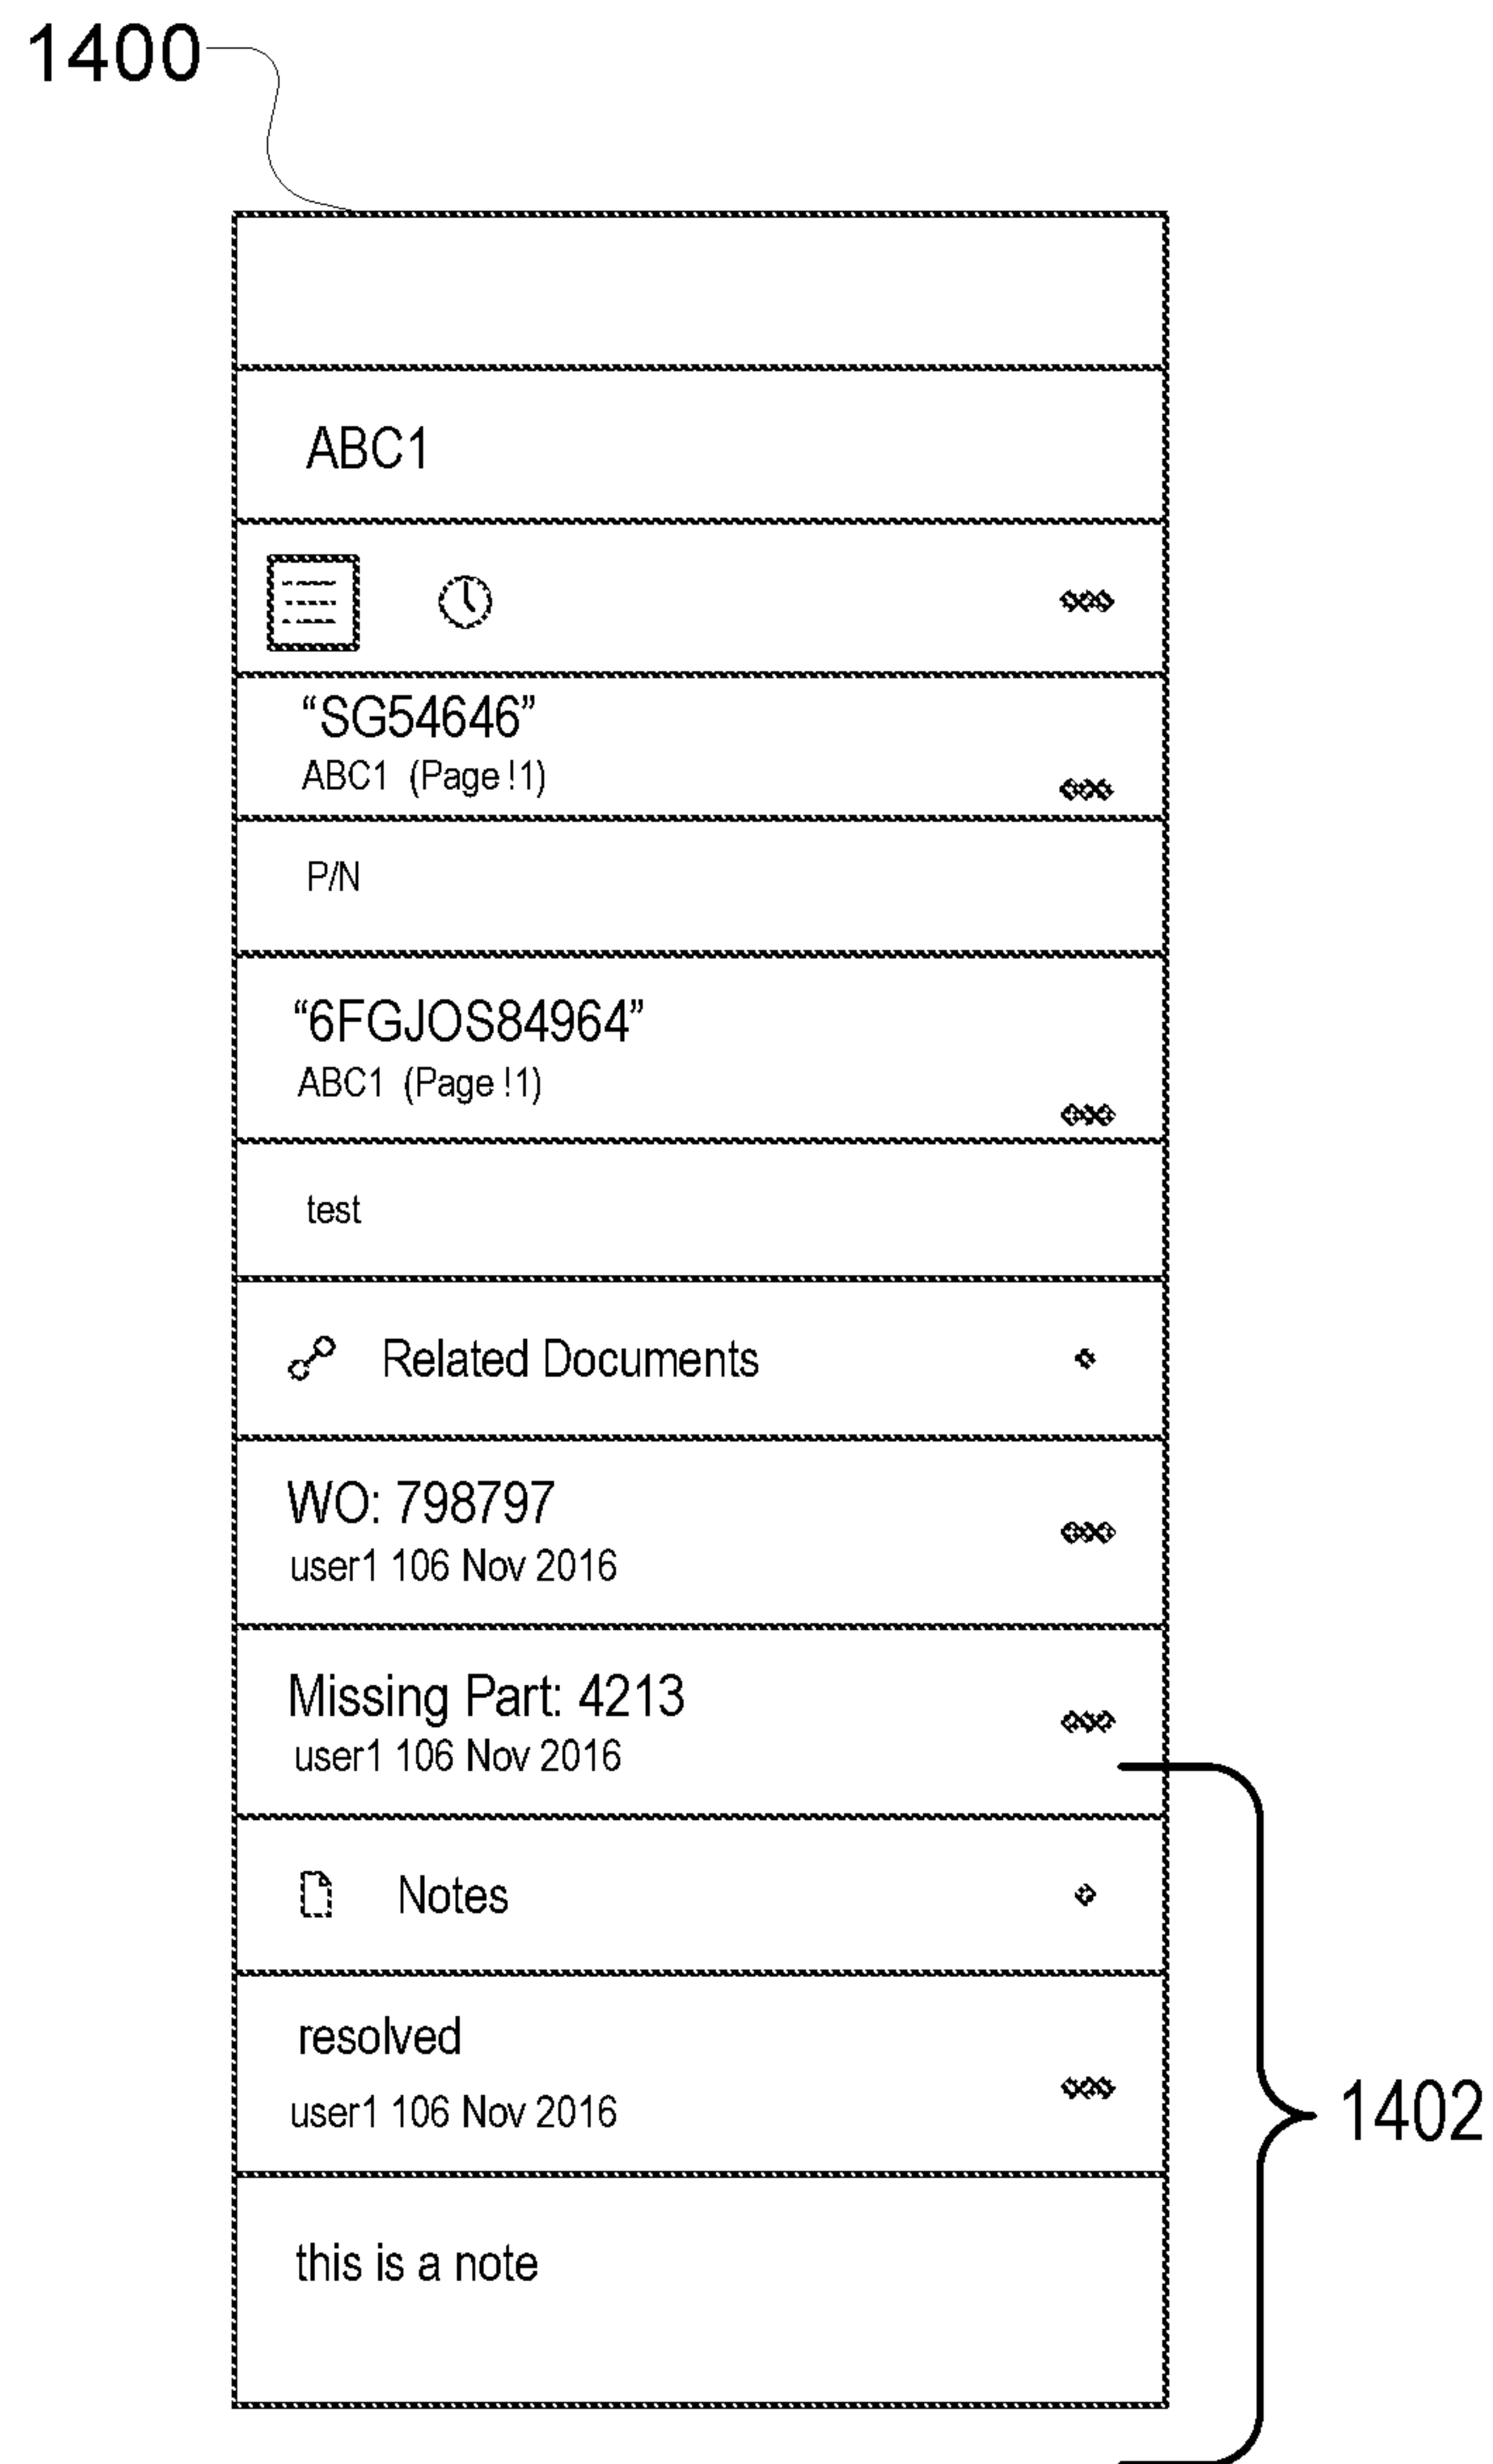 1400
ABC1
“SG54646”
ABC1 (Page !1)
P/N
“6FGJOS84964”
ABC1 (Page !1)
test
Related Documents
WO: 798797
user1 106 Nov 2016
Missing Part: 4213
user1 106 Nov 2016
Notes
resolved
user1 106 Nov 2016
1402
this is a note